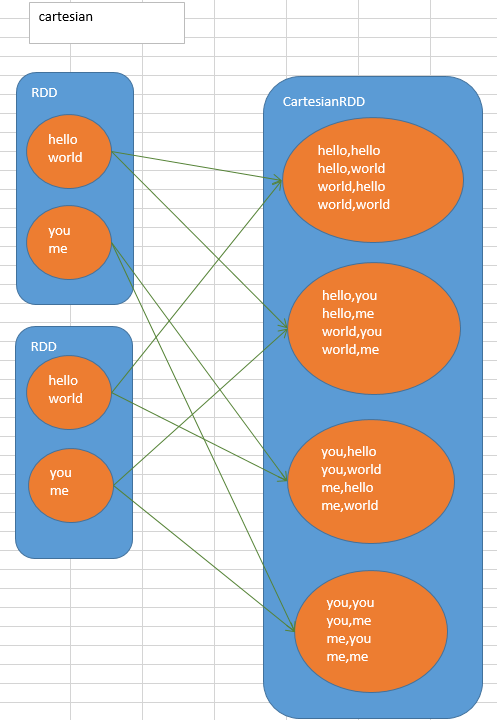 cartesian
RDD
hello
world
you
me
RDD
hello
world
you
me
CartesianRDD
hello,hello
hello,world
world,hello
world,world
hello,you
hello,me
world,you
world,me
you,hello
you,world
me,hello
me,world
you,you
you,me
me,you
me,me